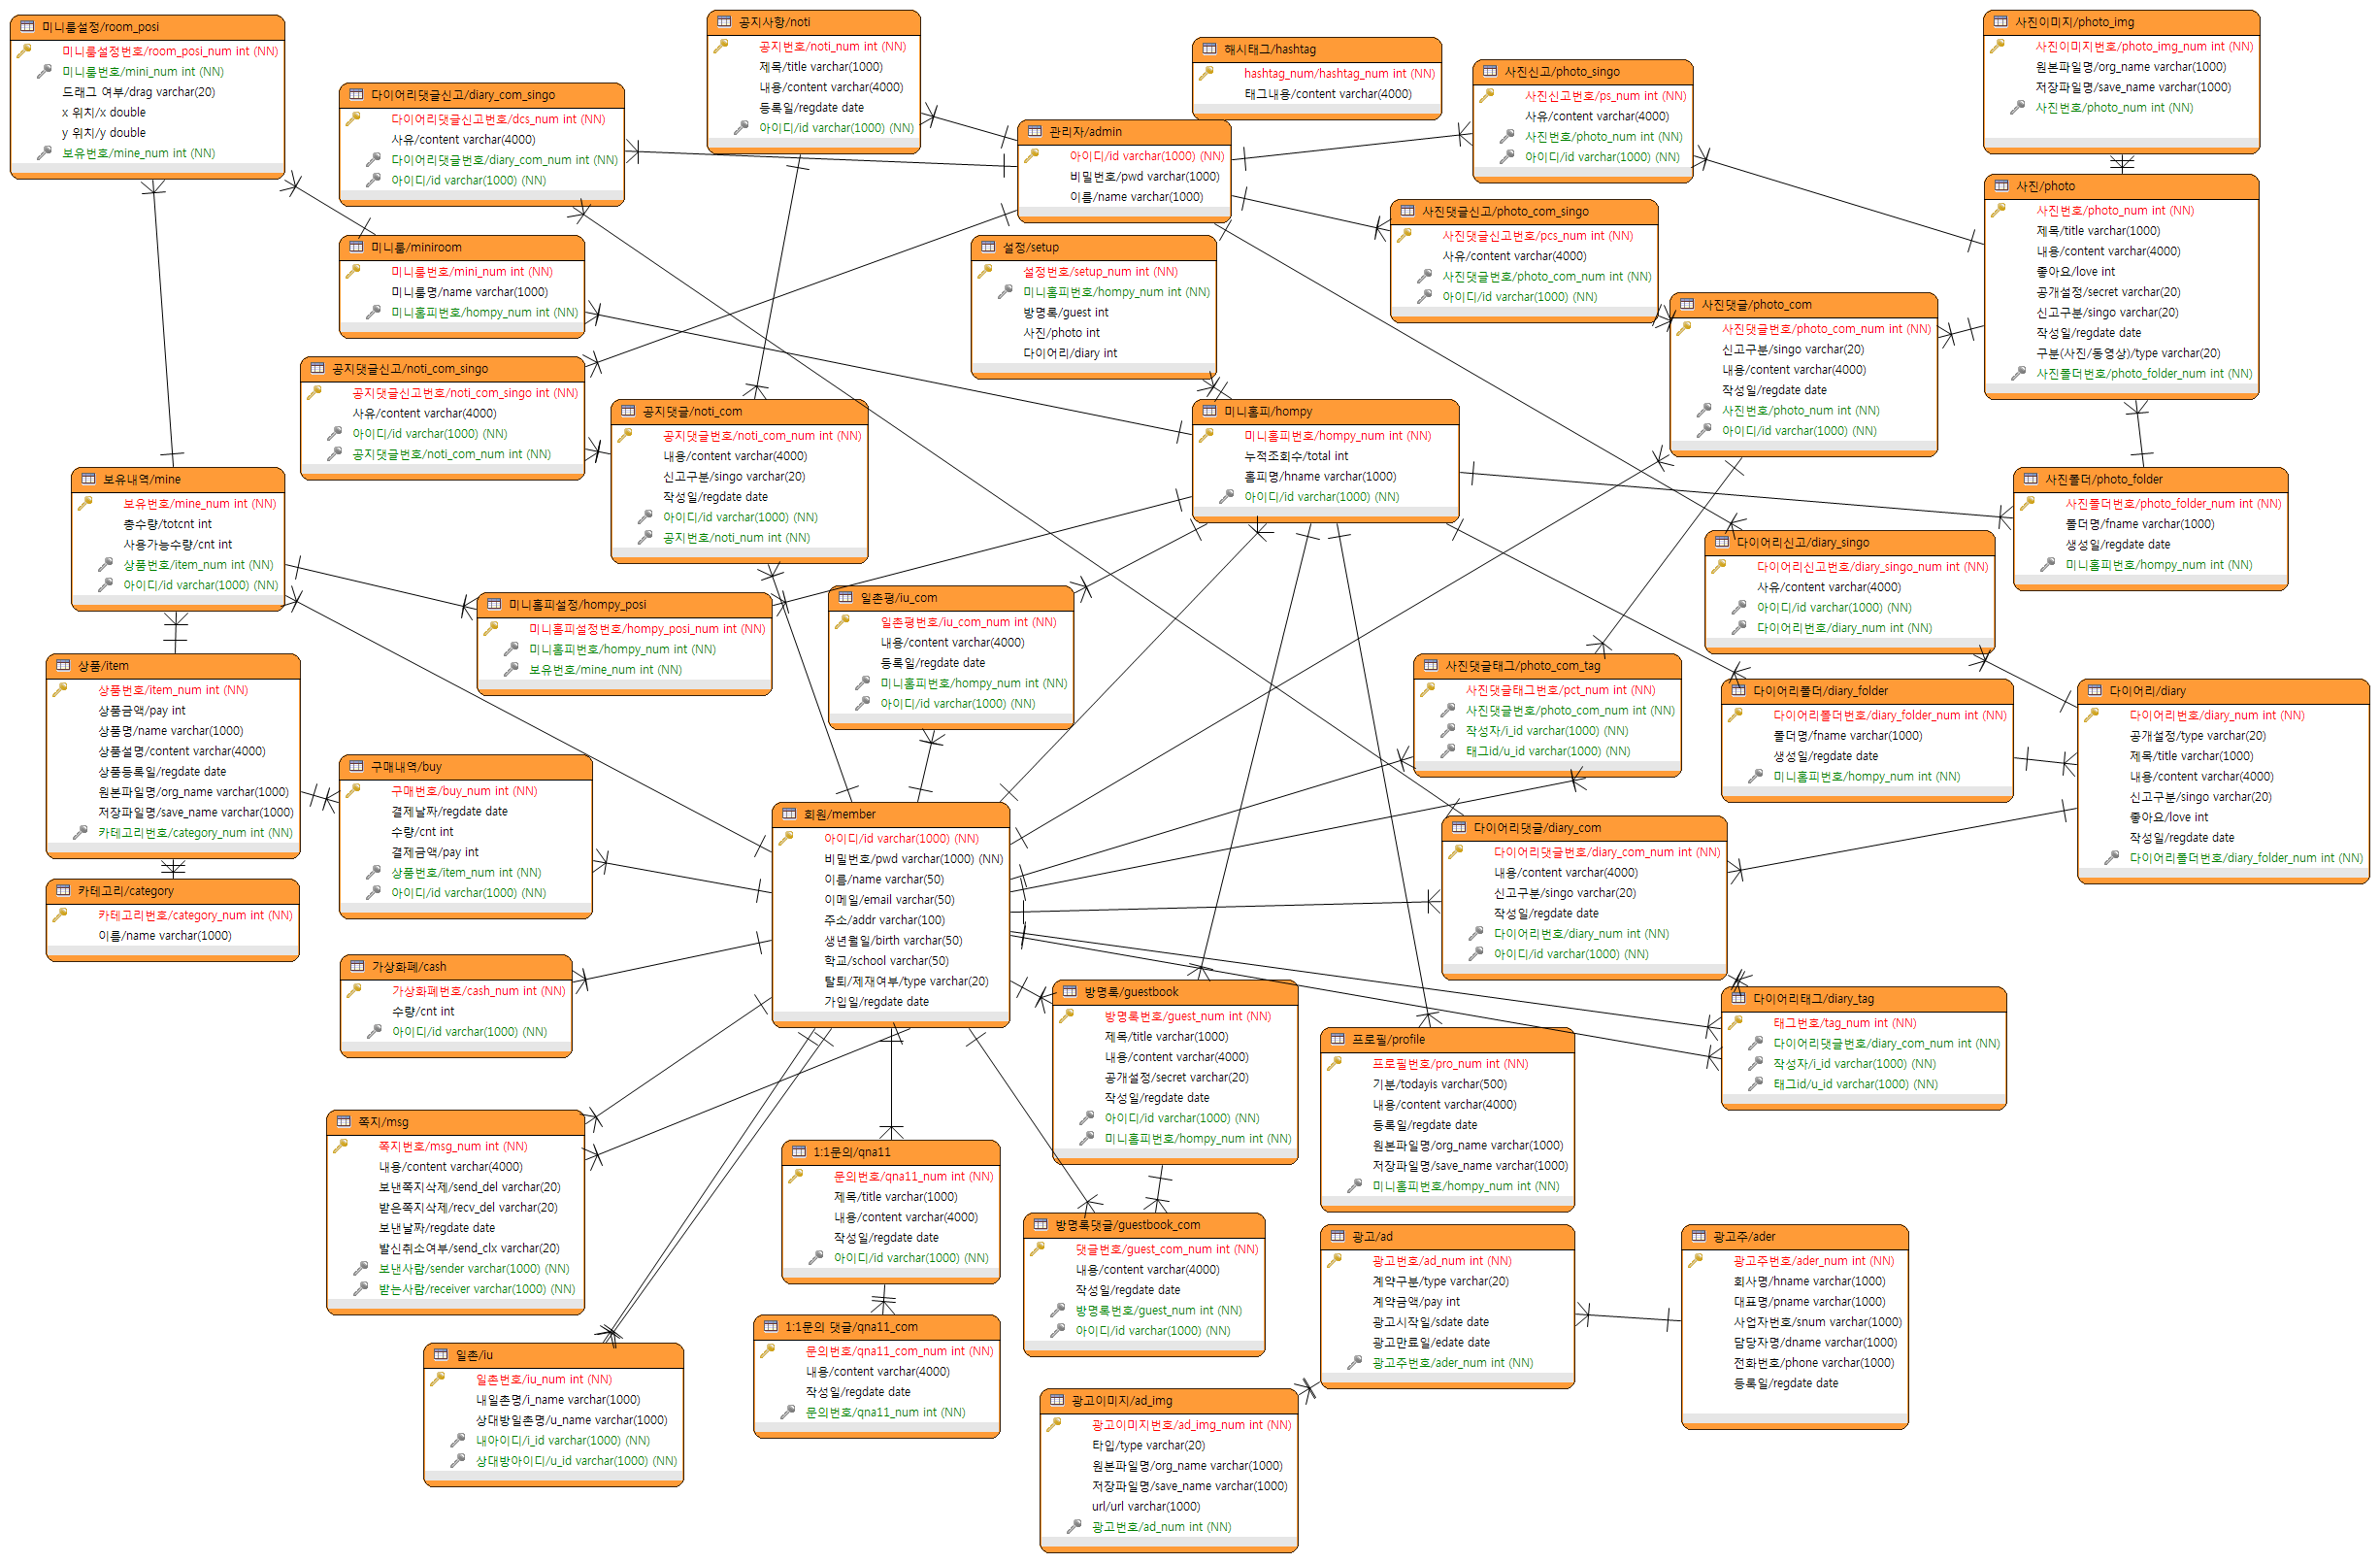 미니룸설정/room_posi
미니룸설정번호/room_posi_num int (NN)
미니룸번호/mini_num int (NN)
드래그 여부/drag varchar(20)
x 위치/x double
y 위치/y double
보유번호/mine_num int (NN)
공지사항/noti
공지번호/noti_num int (NN)
제목/title varchar(1000)
내용/content varchar(4000)
등록일/regdate date
아이디/id varchar(1000) (NN)
해시태그/hashtag
hashtag_num/hashtag_num int (NN)
태그내용/content varchar(4000)
사진신고/photo_singo
사진신고번호/ps_num int (NN)
사유/content varchar(4000)
사진번호/photo_num int (NN)
아이디/id varchar(1000) (NN)
사진이미지/photo_img
사진이미지번호/photo_img_num int (NN)
원본파일명/org_name varchar(1000)
저장파일명/save_name varchar(1000)
사진번호/photo_num int (NN)
다이어리댓글신고/diary_com_singo
다이어리댓글신고번호/dcs_num int (NN)
사유/content varchar(4000)
다이어리댓글번호/diary_com_num int (NN)
아이디/id varchar(1000) (NN)
관리자/admin
아이디/id varchar(1000) (NN)
비밀번호/pwd varchar(1000)
이름/name varchar(1000)
사진/photo
사진번호/photo_num int (NN)
제목/title varchar(1000)
내용/content varchar(4000)
좋아요/love int
공개설정/secret varchar(20)
신고구분/singo varchar(20)
작성일/regdate date
구분(사진/동영상)/type varchar(20)
사진폴더번호/photo_folder_num int (NN)
사진댓글신고/photo_com_singo
사진댓글신고번호/pcs_num int (NN)
사유/content varchar(4000)
사진댓글번호/photo_com_num int (NN)
아이디/id varchar(1000) (NN)
미니룸/miniroom
미니룸번호/mini_num int (NN)
미니룸명/name varchar(1000)
미니홈피번호/hompy_num int (NN)
설정/setup
설정번호/setup_num int (NN)
미니홈피번호/hompy_num int (NN)
방명록/guest int
사진/photo int
다이어리/diary int
사진댓글/photo_com
사진댓글번호/photo_com_num int (NN)
신고구분/singo varchar(20)
내용/content varchar(4000)
작성일/regdate date
사진번호/photo_num int (NN)
아이디/id varchar(1000) (NN)
공지댓글신고/noti_com_singo
공지댓글신고번호/noti_com_singo int (NN)
사유/content varchar(4000)
아이디/id varchar(1000) (NN)
공지댓글번호/noti_com_num int (NN)
공지댓글/noti_com
공지댓글번호/noti_com_num int (NN)
내용/content varchar(4000)
신고구분/singo varchar(20)
작성일/regdate date
아이디/id varchar(1000) (NN)
공지번호/noti_num int (NN)
미니홈피/hompy
미니홈피번호/hompy_num int (NN)
누적조회수/total int
홈피명/hname varchar(1000)
아이디/id varchar(1000) (NN)
보유내역/mine
보유번호/mine_num int (NN)
총수량/totcnt int
사용가능수량/cnt int
상품번호/item_num int (NN)
아이디/id varchar(1000) (NN)
사진폴더/photo_folder
사진폴더번호/photo_folder_num int (NN)
폴더명/fname varchar(1000)
생성일/regdate date
미니홈피번호/hompy_num int (NN)
다이어리신고/diary_singo
다이어리신고번호/diary_singo_num int (NN)
사유/content varchar(4000)
아이디/id varchar(1000) (NN)
다이어리번호/diary_num int (NN)
미니홈피설정/hompy_posi
미니홈피설정번호/hompy_posi_num int (NN)
미니홈피번호/hompy_num int (NN)
보유번호/mine_num int (NN)
일촌평/iu_com
일촌평번호/iu_com_num int (NN)
내용/content varchar(4000)
등록일/regdate date
미니홈피번호/hompy_num int (NN)
아이디/id varchar(1000) (NN)
상품/item
상품번호/item_num int (NN)
상품금액/pay int
상품명/name varchar(1000)
상품설명/content varchar(4000)
상품등록일/regdate date
원본파일명/org_name varchar(1000)
저장파일명/save_name varchar(1000)
카테고리번호/category_num int (NN)
사진댓글태그/photo_com_tag
사진댓글태그번호/pct_num int (NN)
사진댓글번호/photo_com_num int (NN)
작성자/i_id varchar(1000) (NN)
태그id/u_id varchar(1000) (NN)
다이어리폴더/diary_folder
다이어리폴더번호/diary_folder_num int (NN)
폴더명/fname varchar(1000)
생성일/regdate date
미니홈피번호/hompy_num int (NN)
다이어리/diary
다이어리번호/diary_num int (NN)
공개설정/type varchar(20)
제목/title varchar(1000)
내용/content varchar(4000)
신고구분/singo varchar(20)
좋아요/love int
작성일/regdate date
다이어리폴더번호/diary_folder_num int (NN)
구매내역/buy
구매번호/buy_num int (NN)
결제날짜/regdate date
수량/cnt int
결제금액/pay int
상품번호/item_num int (NN)
아이디/id varchar(1000) (NN)
회원/member
아이디/id varchar(1000) (NN)
비밀번호/pwd varchar(1000) (NN)
이름/name varchar(50)
이메일/email varchar(50)
주소/addr varchar(100)
생년월일/birth varchar(50)
학교/school varchar(50)
탈퇴/제재여부/type varchar(20)
가입일/regdate date
다이어리댓글/diary_com
다이어리댓글번호/diary_com_num int (NN)
내용/content varchar(4000)
신고구분/singo varchar(20)
작성일/regdate date
다이어리번호/diary_num int (NN)
아이디/id varchar(1000) (NN)
카테고리/category
카테고리번호/category_num int (NN)
이름/name varchar(1000)
가상화폐/cash
가상화폐번호/cash_num int (NN)
수량/cnt int
아이디/id varchar(1000) (NN)
방명록/guestbook
방명록번호/guest_num int (NN)
제목/title varchar(1000)
내용/content varchar(4000)
공개설정/secret varchar(20)
작성일/regdate date
아이디/id varchar(1000) (NN)
미니홈피번호/hompy_num int (NN)
다이어리태그/diary_tag
태그번호/tag_num int (NN)
다이어리댓글번호/diary_com_num int (NN)
작성자/i_id varchar(1000) (NN)
태그id/u_id varchar(1000) (NN)
프로필/profile
프로필번호/pro_num int (NN)
기분/todayis varchar(500)
내용/content varchar(4000)
등록일/regdate date
원본파일명/org_name varchar(1000)
저장파일명/save_name varchar(1000)
미니홈피번호/hompy_num int (NN)
쪽지/msg
쪽지번호/msg_num int (NN)
내용/content varchar(4000)
보낸쪽지삭제/send_del varchar(20)
받은쪽지삭제/recv_del varchar(20)
보낸날짜/regdate date
발신취소여부/send_clx varchar(20)
보낸사람/sender varchar(1000) (NN)
받는사람/receiver varchar(1000) (NN)
1:1문의/qna11
문의번호/qna11_num int (NN)
제목/title varchar(1000)
내용/content varchar(4000)
작성일/regdate date
아이디/id varchar(1000) (NN)
방명록댓글/guestbook_com
댓글번호/guest_com_num int (NN)
내용/content varchar(4000)
작성일/regdate date
방명록번호/guest_num int (NN)
아이디/id varchar(1000) (NN)
광고/ad
광고번호/ad_num int (NN)
계약구분/type varchar(20)
계약금액/pay int
광고시작일/sdate date
광고만료일/edate date
광고주번호/ader_num int (NN)
광고주/ader
광고주번호/ader_num int (NN)
회사명/hname varchar(1000)
대표명/pname varchar(1000)
사업자번호/snum varchar(1000)
담당자명/dname varchar(1000)
전화번호/phone varchar(1000)
등록일/regdate date
1:1문의 댓글/qna11_com
문의번호/qna11_com_num int (NN)
내용/content varchar(4000)
작성일/regdate date
문의번호/qna11_num int (NN)
일촌/iu
일촌번호/iu_num int (NN)
내일촌명/i_name varchar(1000)
상대방일촌명/u_name varchar(1000)
내아이디/i_id varchar(1000) (NN)
상대방아이디/u_id varchar(1000) (NN)
광고이미지/ad_img
광고이미지번호/ad_img_num int (NN)
타입/type varchar(20)
원본파일명/org_name varchar(1000)
저장파일명/save_name varchar(1000)
url/url varchar(1000)
광고번호/ad_num int (NN)